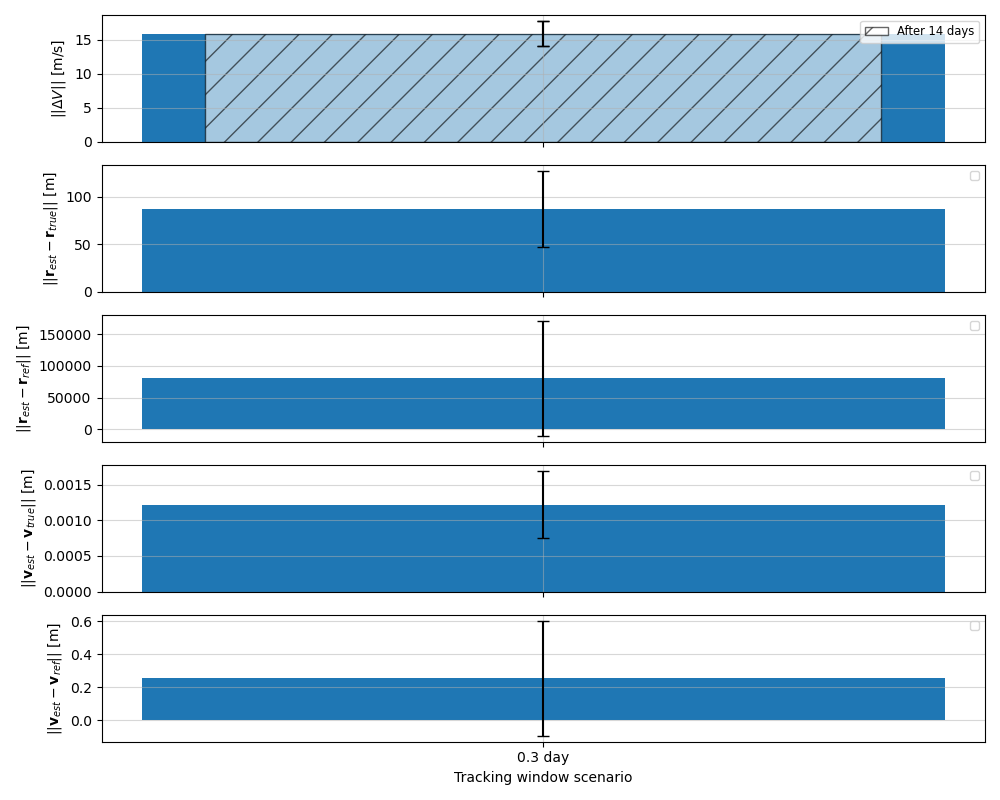 ||ΔV|| [m/s]
15
10
5
0
After 14 days
||r_est − r_true|| [m]
100
50
0
||r_est − r_ref|| [m]
150000
100000
50000
0
||v_est − v_true|| [m]
0.0015
0.0010
0.0005
0.0000
||v_est − v_ref|| [m]
0.6
0.4
0.2
0.0
0.3 day
Tracking window scenario